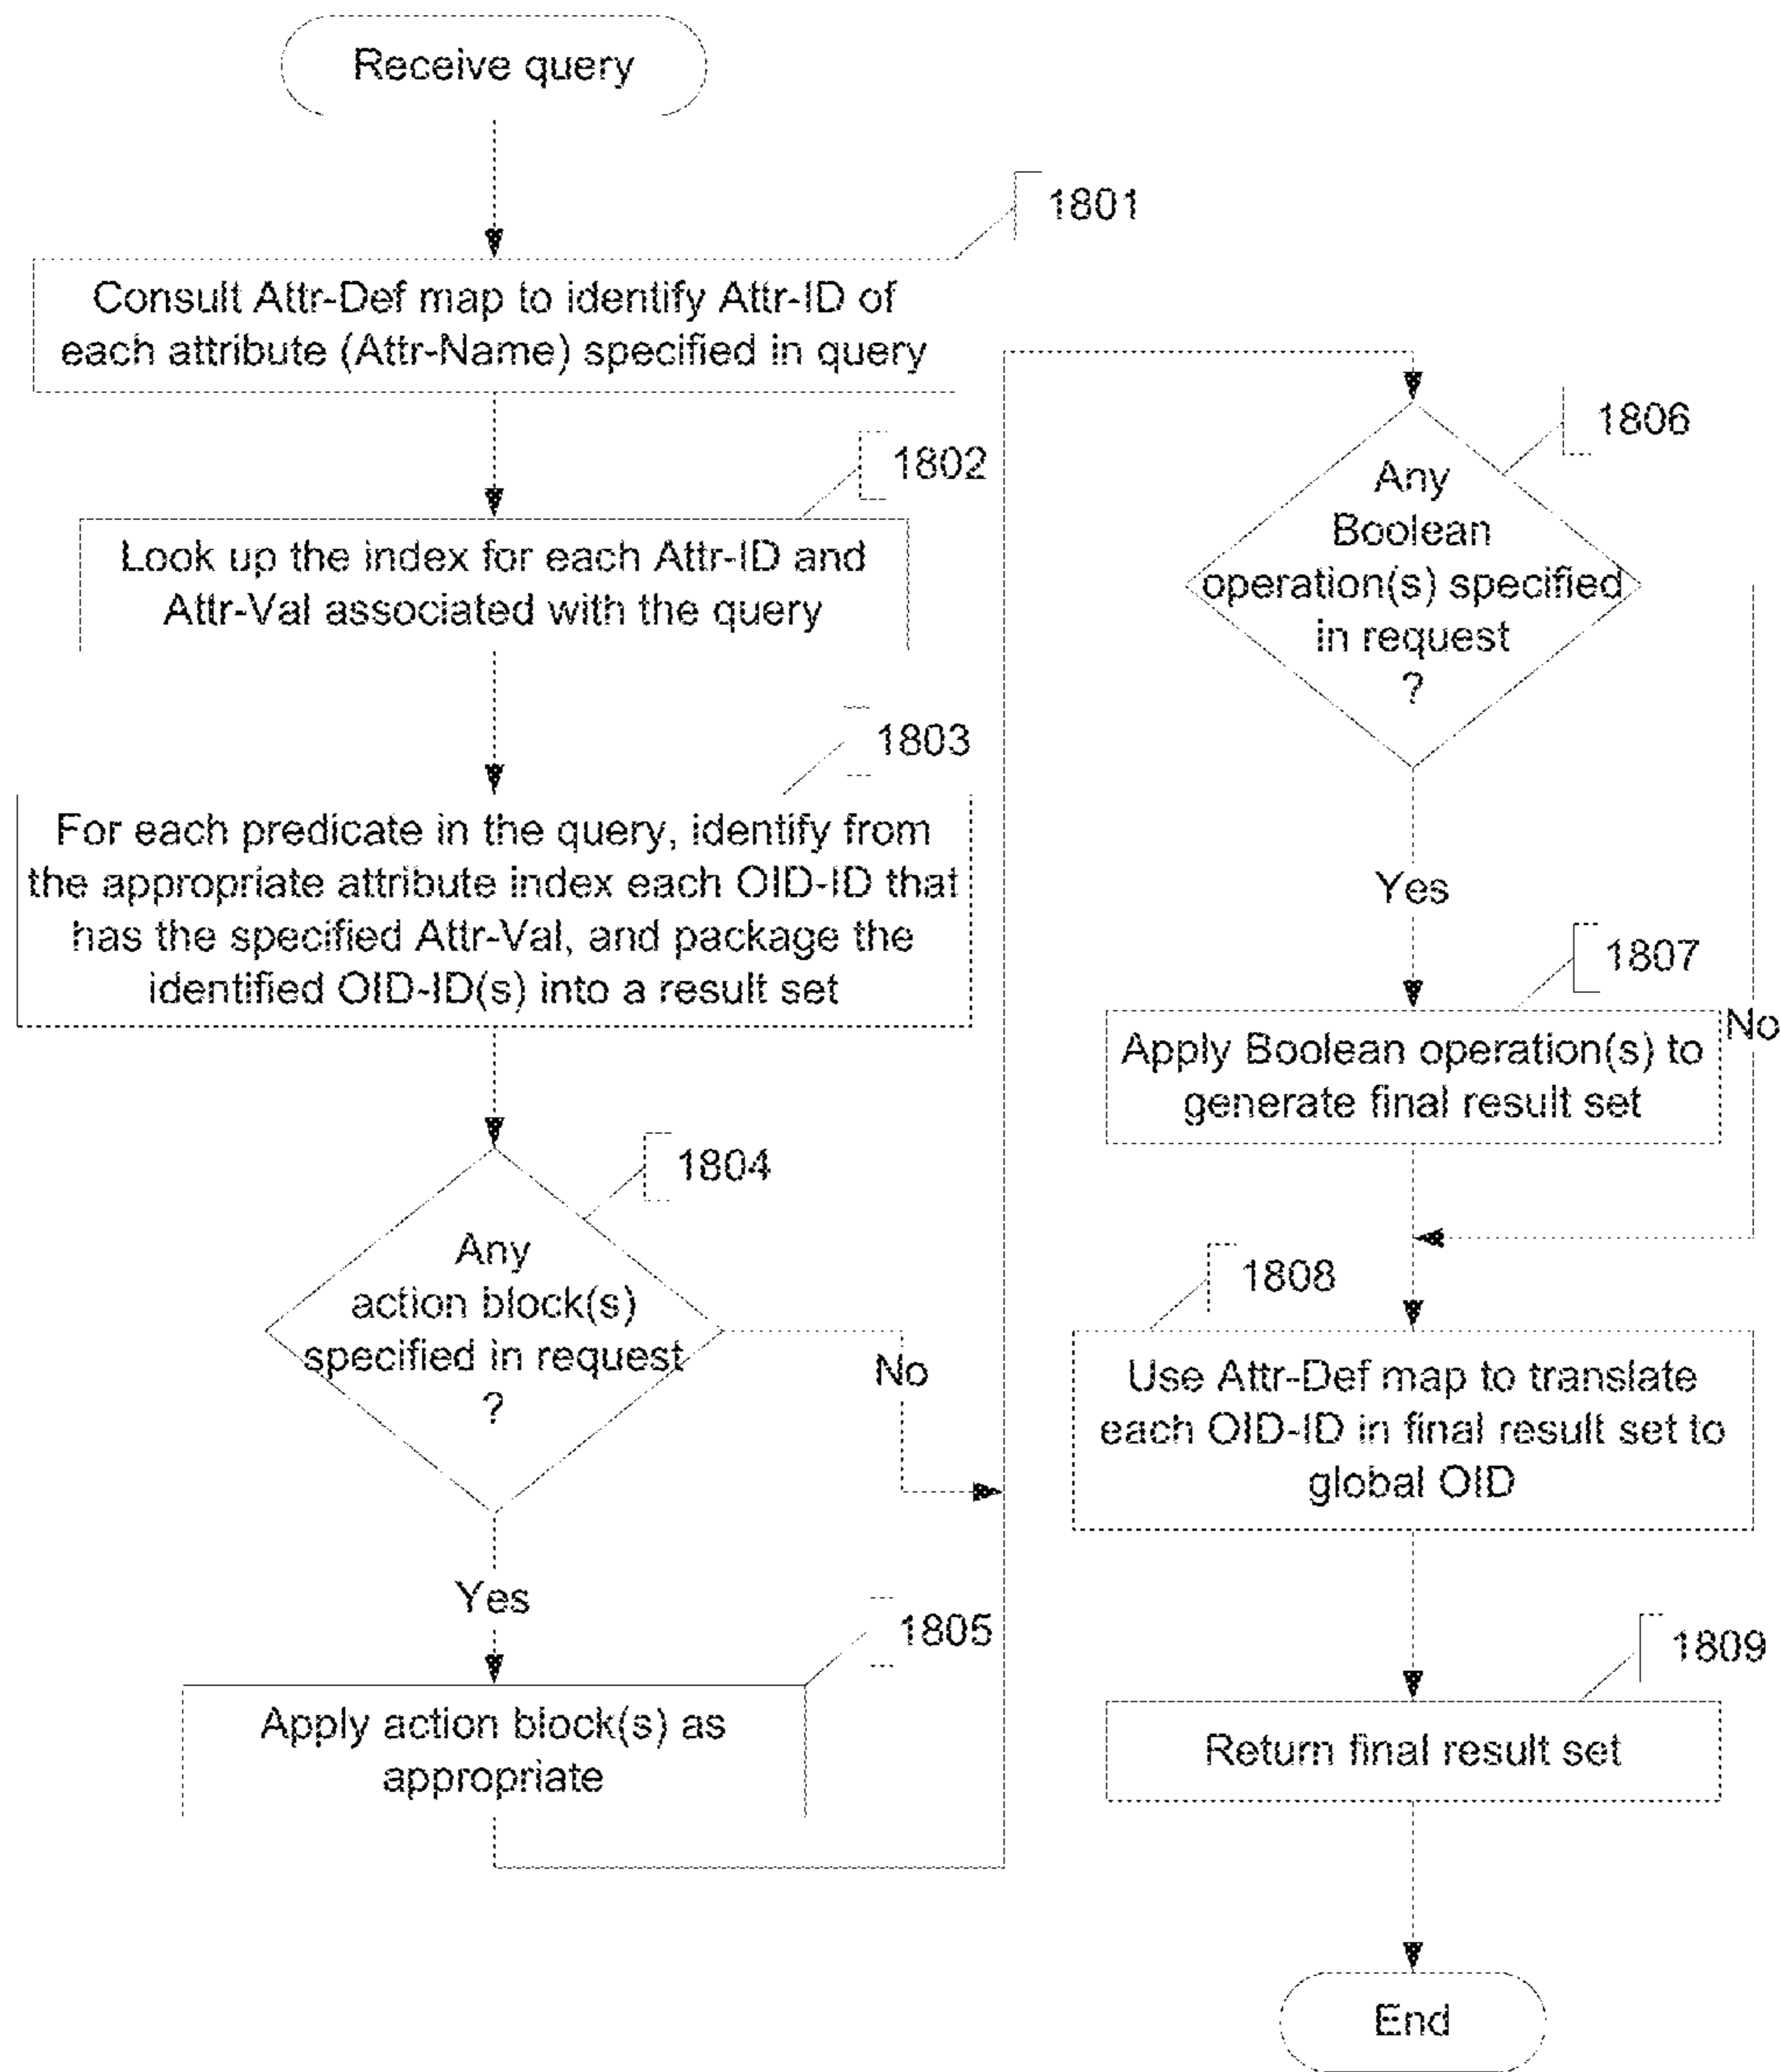 Receive query
1801
Consult Attr-Def map to identify Attr-ID of
each attribute (Attr-Name) specified in query
1802
Look up the index for each Attr-ID and
Attr-Val associated with the query
1803
For each predicate in the query, identify from
the appropriate attribute index each OID-ID that
has the specified Attr-Val, and package the
identified OID-ID(s) into a result set
1804
Any
action block(s)
specified in request
?
No
Yes
1805
Apply action block(s) as
appropriate
1806
Any
Boolean
operation(s) specified
in request
?
Yes
No
1807
Apply Boolean operation(s) to
generate final result set
1808
Use Attr-Def map to translate
each OID-ID in final result set to
global OID
1809
Return final result set
End